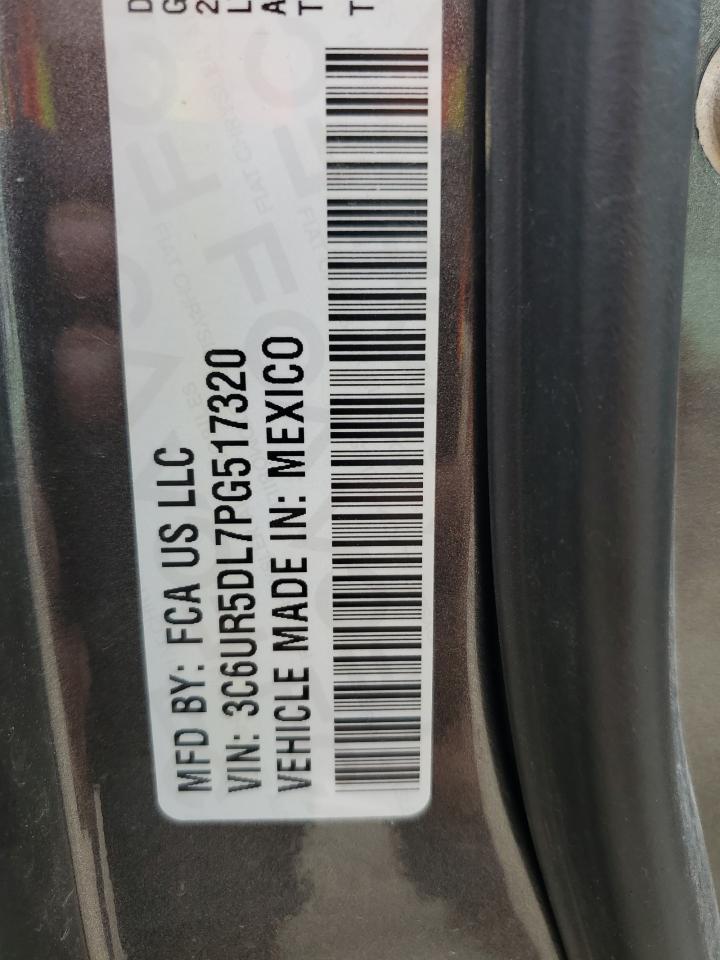 MFD BY: FCA US LLC
VIN: 3C6UR5DL7PG517320
VEHICLE MADE IN: MEXICO